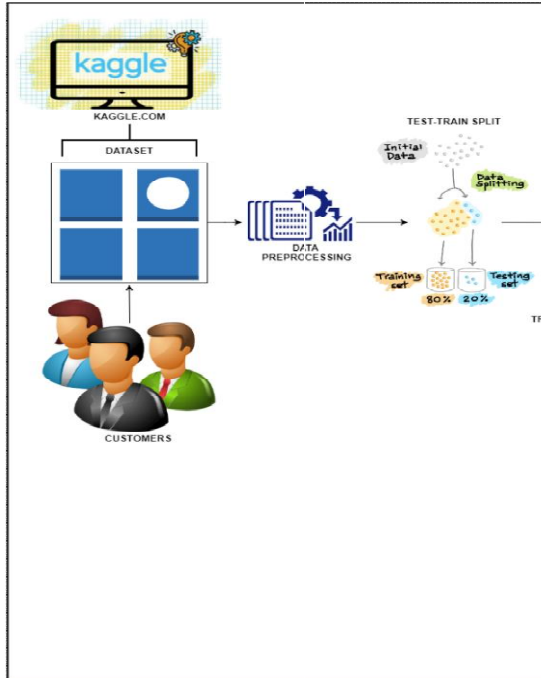 kaggle
KAGGLE.COM
DATASET
DATA
PREPROCESSING
CUSTOMERS
TEST-TRAIN SPLIT
Initial
Data
Data
Splitting
Training
set
Testing
set
80%
20%
TR